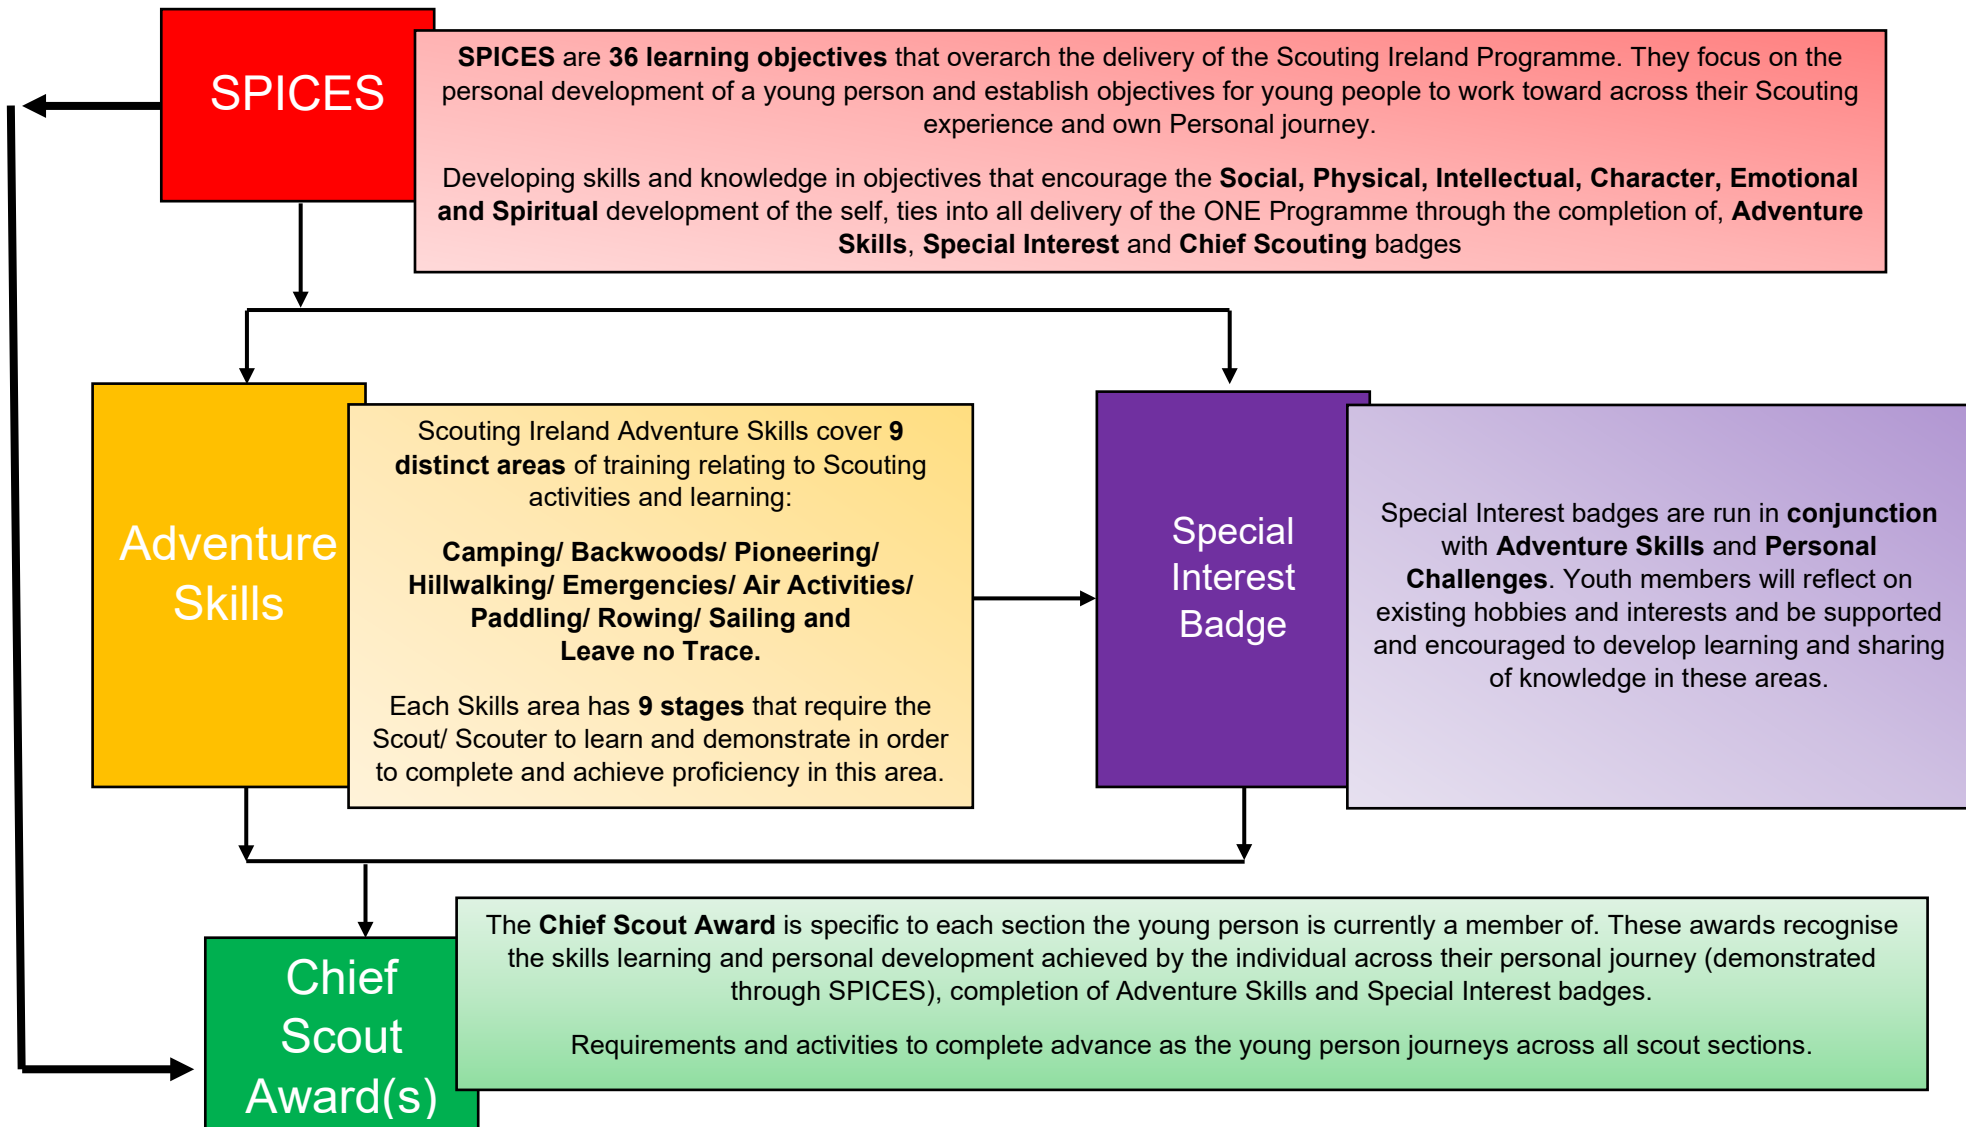 SPICES
SPICES are 36 learning objectives that overarch the delivery of the Scouting Ireland Programme. They focus on the
personal development of a young person and establish objectives for young people to work toward across their Scouting
experience and own Personal journey.
Developing skills and knowledge in objectives that encourage the Social, Physical, Intellectual, Character, Emotional
and Spiritual development of the self, ties into all delivery of the ONE Programme through the completion of, Adventure
Skills, Special Interest and Chief Scouting badges
Adventure
Skills
Scouting Ireland Adventure Skills cover 9
distinct areas of training relating to Scouting
activities and learning:
Camping/ Backwoods/ Pioneering/
Hillwalking/ Emergencies/ Air Activities/
Paddling/ Rowing/ Sailing and
Leave no Trace.
Each Skills area has 9 stages that require the
Scout/ Scouter to learn and demonstrate in order
to complete and achieve proficiency in this area.
Special
Interest
Badge
Special Interest badges are run in conjunction
with Adventure Skills and Personal
Challenges. Youth members will reflect on
existing hobbies and interests and be supported
and encouraged to develop learning and sharing
of knowledge in these areas.
Chief
Scout
Award(s)
The Chief Scout Award is specific to each section the young person is currently a member of. These awards recognise
the skills learning and personal development achieved by the individual across their personal journey (demonstrated
through SPICES), completion of Adventure Skills and Special Interest badges.
Requirements and activities to complete advance as the young person journeys across all scout sections.